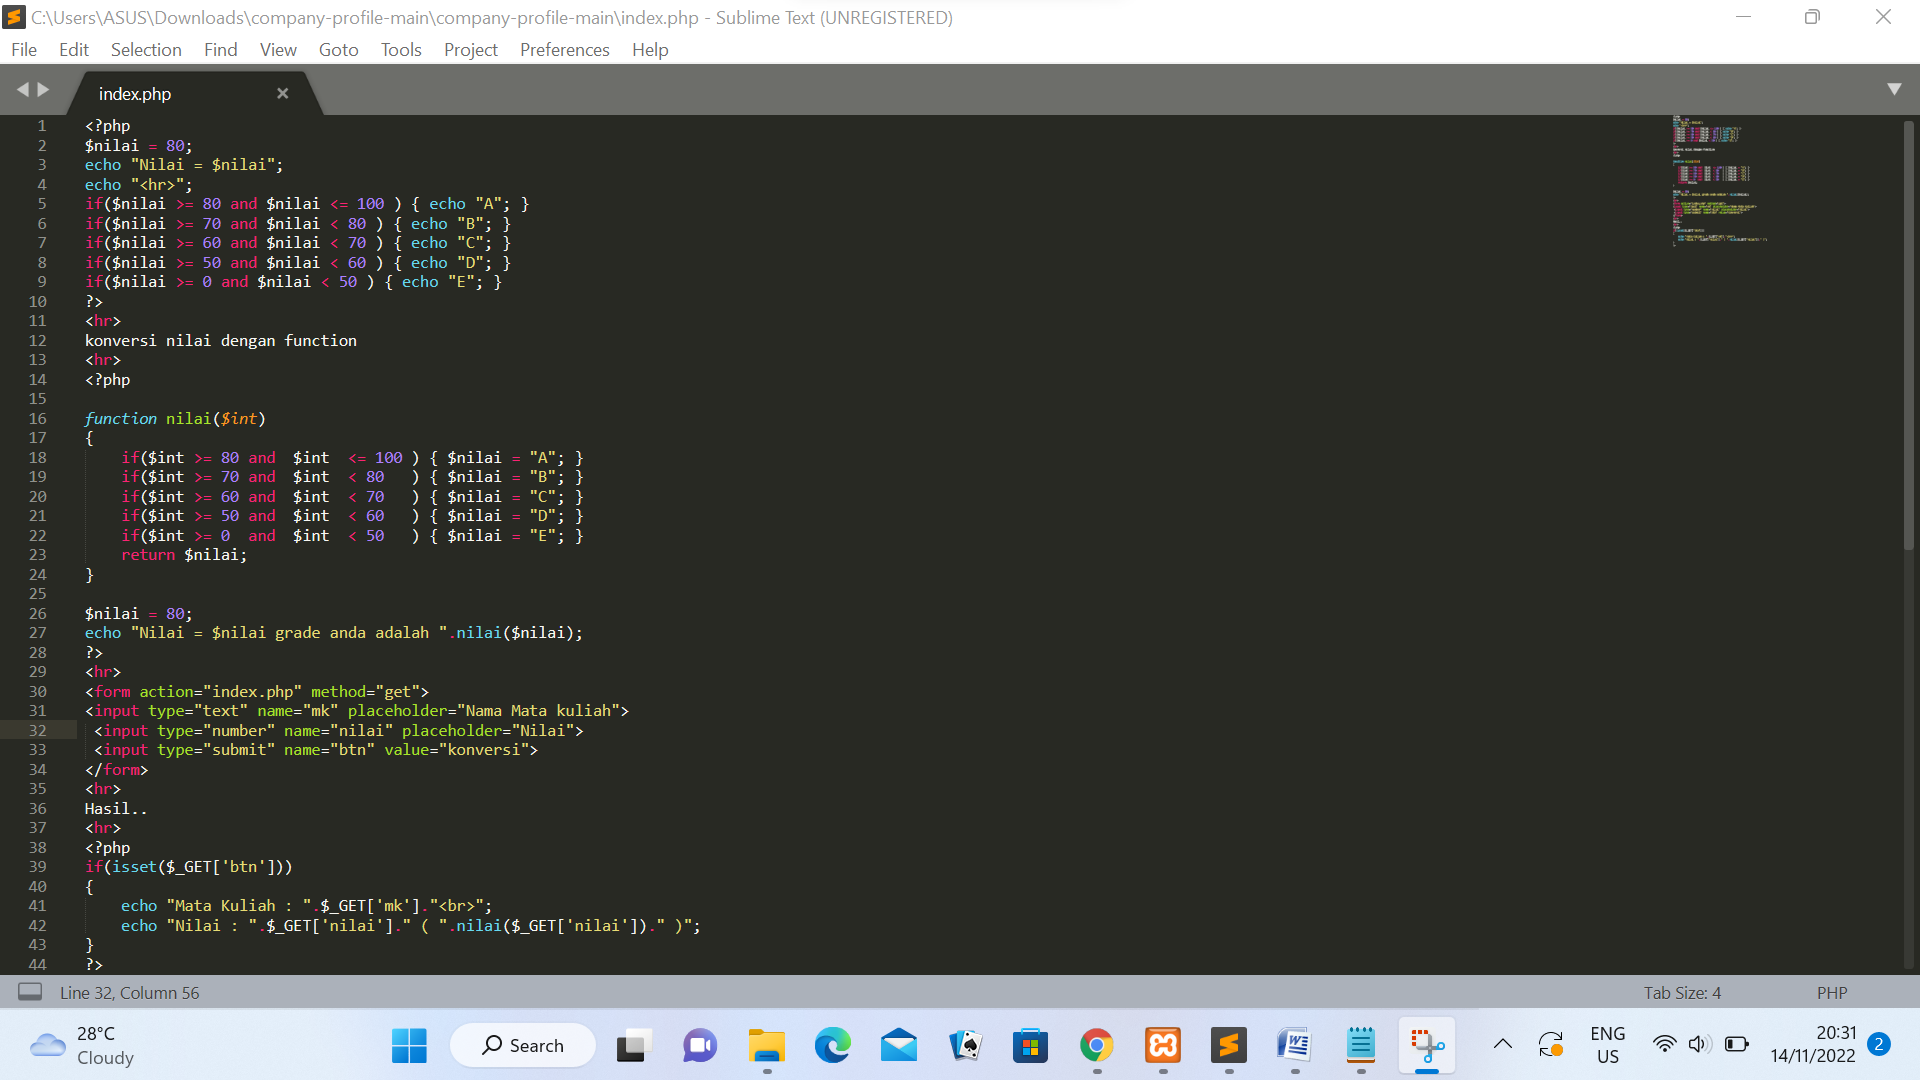 C:\Users\ASUS\Downloads\company-profile-main\company-profile-main\index.php - Sublime Text (UNREGISTERED)
File Edit Selection Find View Goto Tools Project Preferences Help
index.php
1 <?php
2 $nilai = 80;
3 echo "Nilai = $nilai";
4 echo "<hr>";
5 if($nilai >= 80 and $nilai <= 100 ) { echo "A"; }
6 if($nilai >= 70 and $nilai < 80 ) { echo "B"; }
7 if($nilai >= 60 and $nilai < 70 ) { echo "C"; }
8 if($nilai >= 50 and $nilai < 60 ) { echo "D"; }
9 if($nilai >= 0 and $nilai < 50 ) { echo "E"; }
10 ?>
11 <hr>
12 konversi nilai dengan function
13 <hr>
14 <?php
15
16 function nilai($int)
17 {
18     if($int >= 80 and  $int  <= 100 ) { $nilai = "A"; }
19     if($int >= 70 and  $int  < 80   ) { $nilai = "B"; }
20     if($int >= 60 and  $int  < 70   ) { $nilai = "C"; }
21     if($int >= 50 and  $int  < 60   ) { $nilai = "D"; }
22     if($int >= 0  and  $int  < 50   ) { $nilai = "E"; }
23     return $nilai;
24 }
25
26 $nilai = 80;
27 echo "Nilai = $nilai grade anda adalah ".nilai($nilai);
28 ?>
29 <hr>
30 <form action="index.php" method="get">
31 <input type="text" name="mk" placeholder="Nama Mata kuliah">
32  <input type="number" name="nilai" placeholder="Nilai">
33  <input type="submit" name="btn" value="konversi">
34 </form>
35 <hr>
36 Hasil..
37 <hr>
38 <?php
39 if(isset($_GET['btn']))
40 {
41     echo "Mata Kuliah : ".$_GET['mk']."<br>";
42     echo "Nilai : ".$_GET['nilai']." ( ".nilai($_GET['nilai'])." )";
43 }
44 ?>
Line 32, Column 56 Tab Size: 4 PHP
28°C
Cloudy
Search
ENG
US
20:31
14/11/2022
2